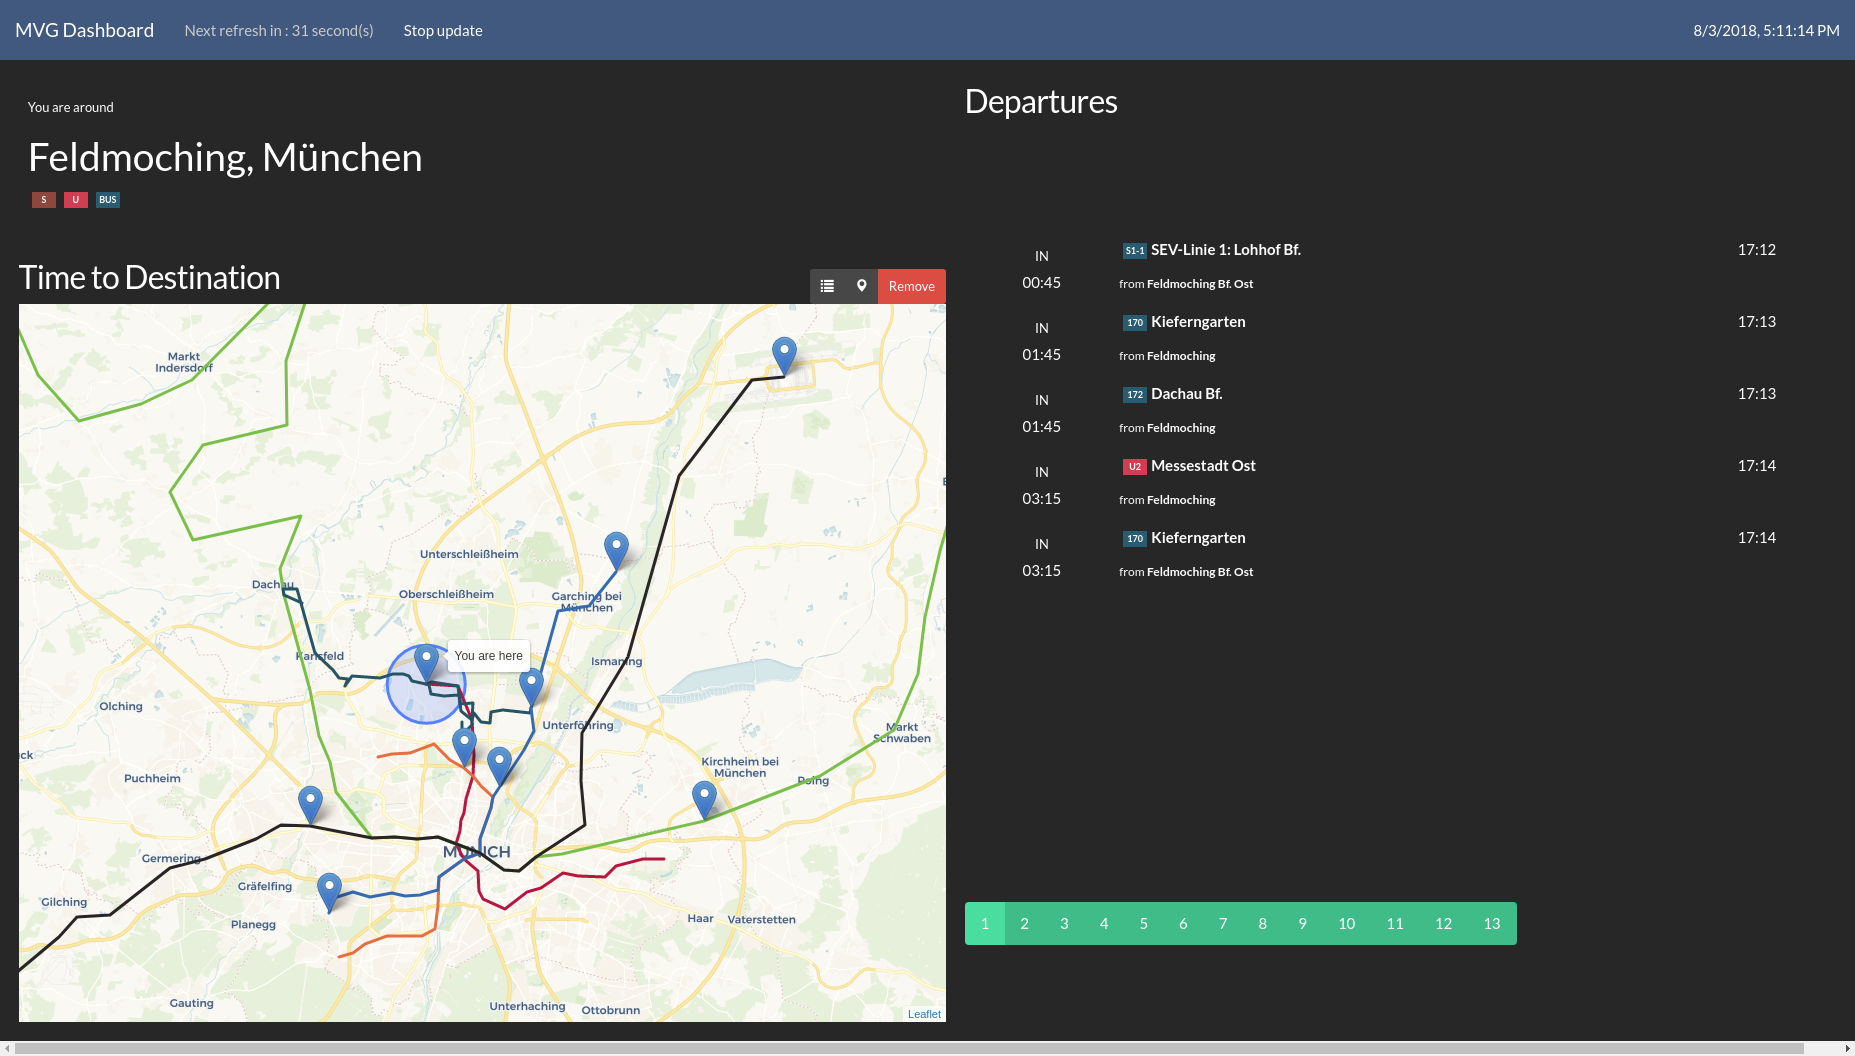 MVG Dashboard Next refresh in : 31 second(s) Stop update 8/3/2018, 5:11:14 PM
You are around
Feldmoching, München
S U BUS
Time to Destination
Remove
Markt
Indersdorf
Unterschleißheim
Dachau
Oberschleißheim
Garching bei
München
Karlsfeld
You are here
Ismaning
Olching
Unterföhring
Markt
Schwaben
ck
Puchheim
Kirchheim bei
München
Poing
MUNICH
Germering
Gräfelfing
Gilching
Planegg
Haar
Vaterstetten
Gauting
Unterhaching
Ottobrunn
Leaflet
Departures
IN S1-1 SEV-Linie 1: Lohhof Bf. 17:12
00:45 from Feldmoching Bf. Ost
IN 170 Kieferngarten 17:13
01:45 from Feldmoching
IN 172 Dachau Bf. 17:13
01:45 from Feldmoching
IN U2 Messestadt Ost 17:14
03:15 from Feldmoching
IN 170 Kieferngarten 17:14
03:15 from Feldmoching Bf. Ost
1 2 3 4 5 6 7 8 9 10 11 12 13